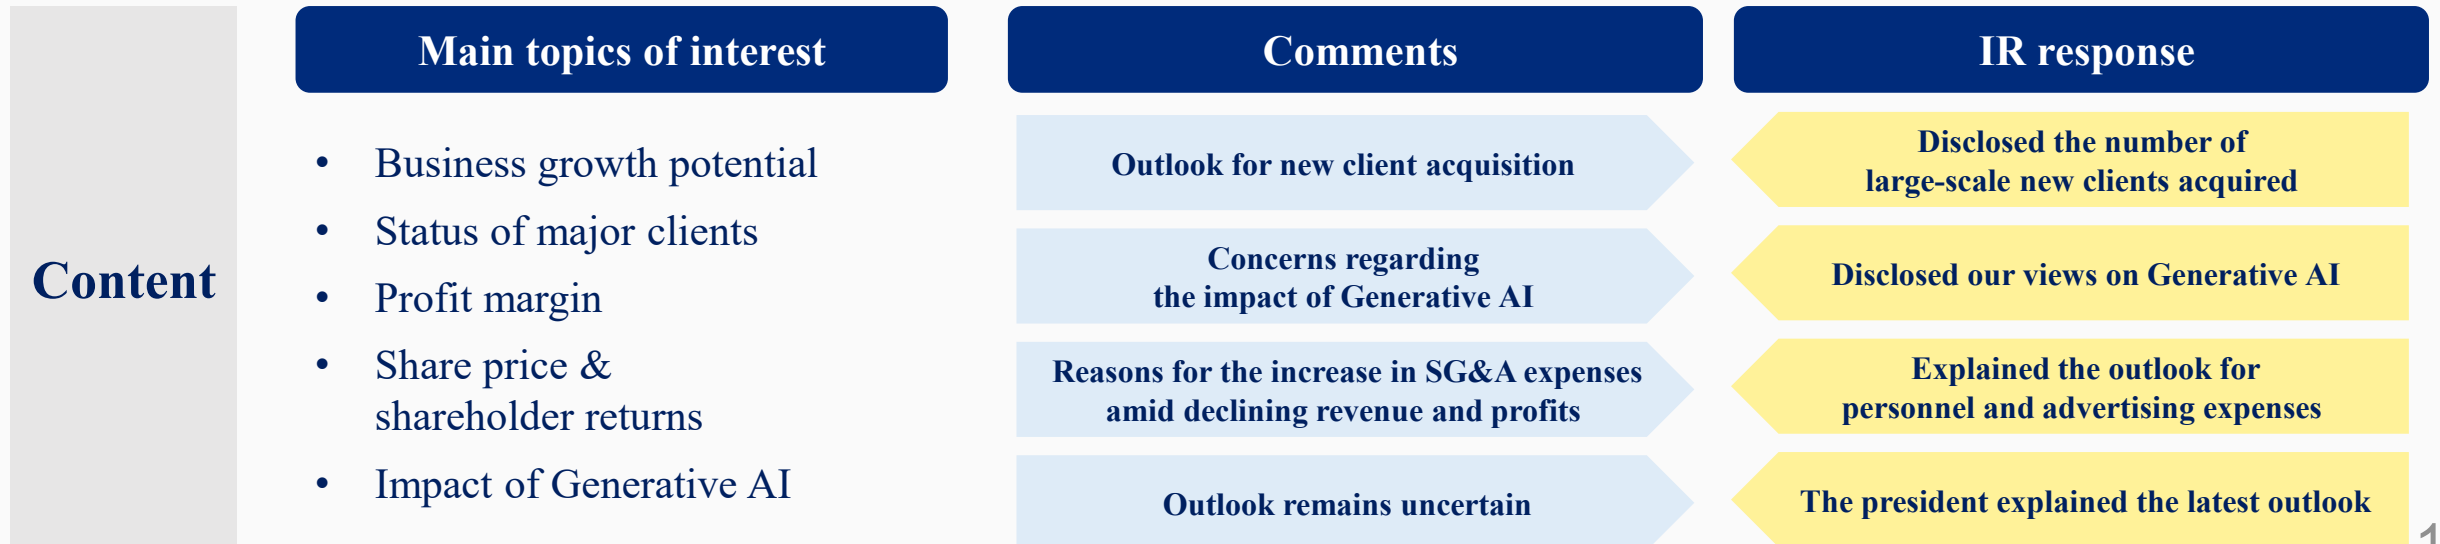 Content
Main topics of interest
• Business growth potential
• Status of major clients
• Profit margin
• Share price &
shareholder returns
• Impact of Generative AI
Comments
Outlook for new client acquisition
Concerns regarding
the impact of Generative AI
Reasons for the increase in SG&A expenses
amid declining revenue and profits
Outlook remains uncertain
IR response
Disclosed the number of
large-scale new clients acquired
Disclosed our views on Generative AI
Explained the outlook for
personnel and advertising expenses
The president explained the latest outlook